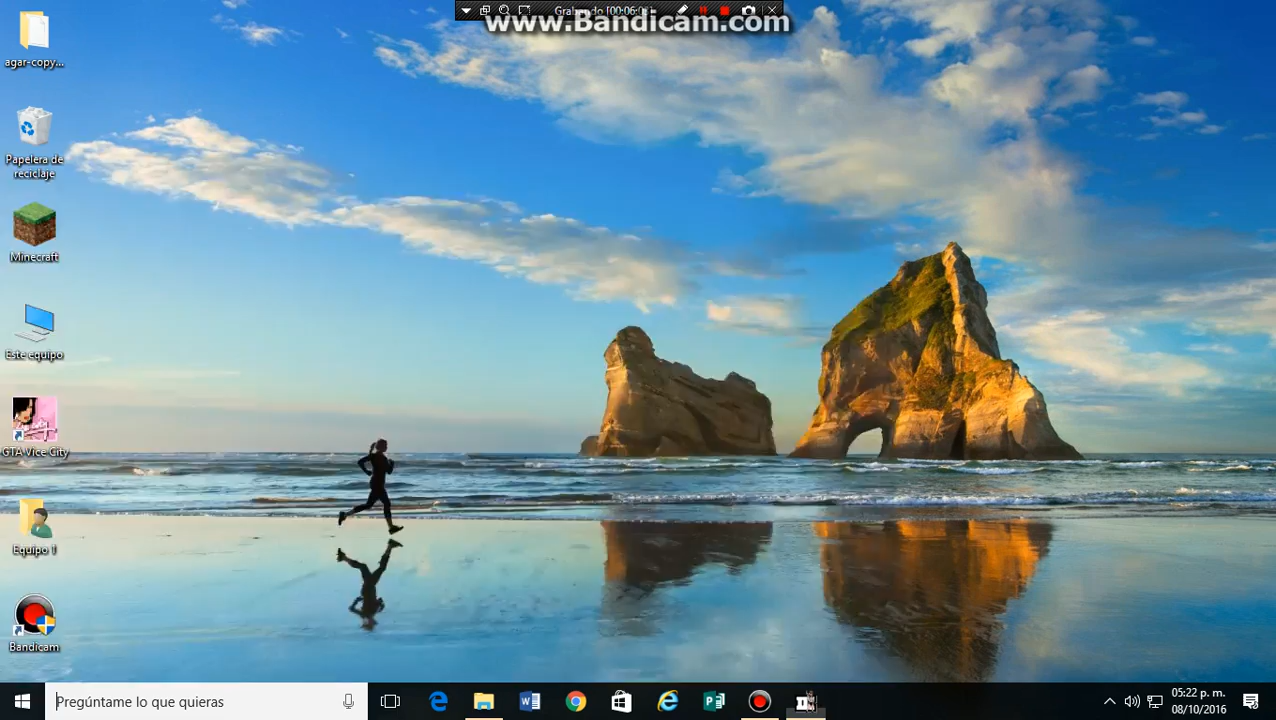 www.Bandicam.com
agar-copy...
Papelera de
reciclaje
Minecraft
Este equipo
GTA Vice City
Equipo 1
Bandicam
Pregúntame lo que quieras
05:22 p. m.
08/10/2016